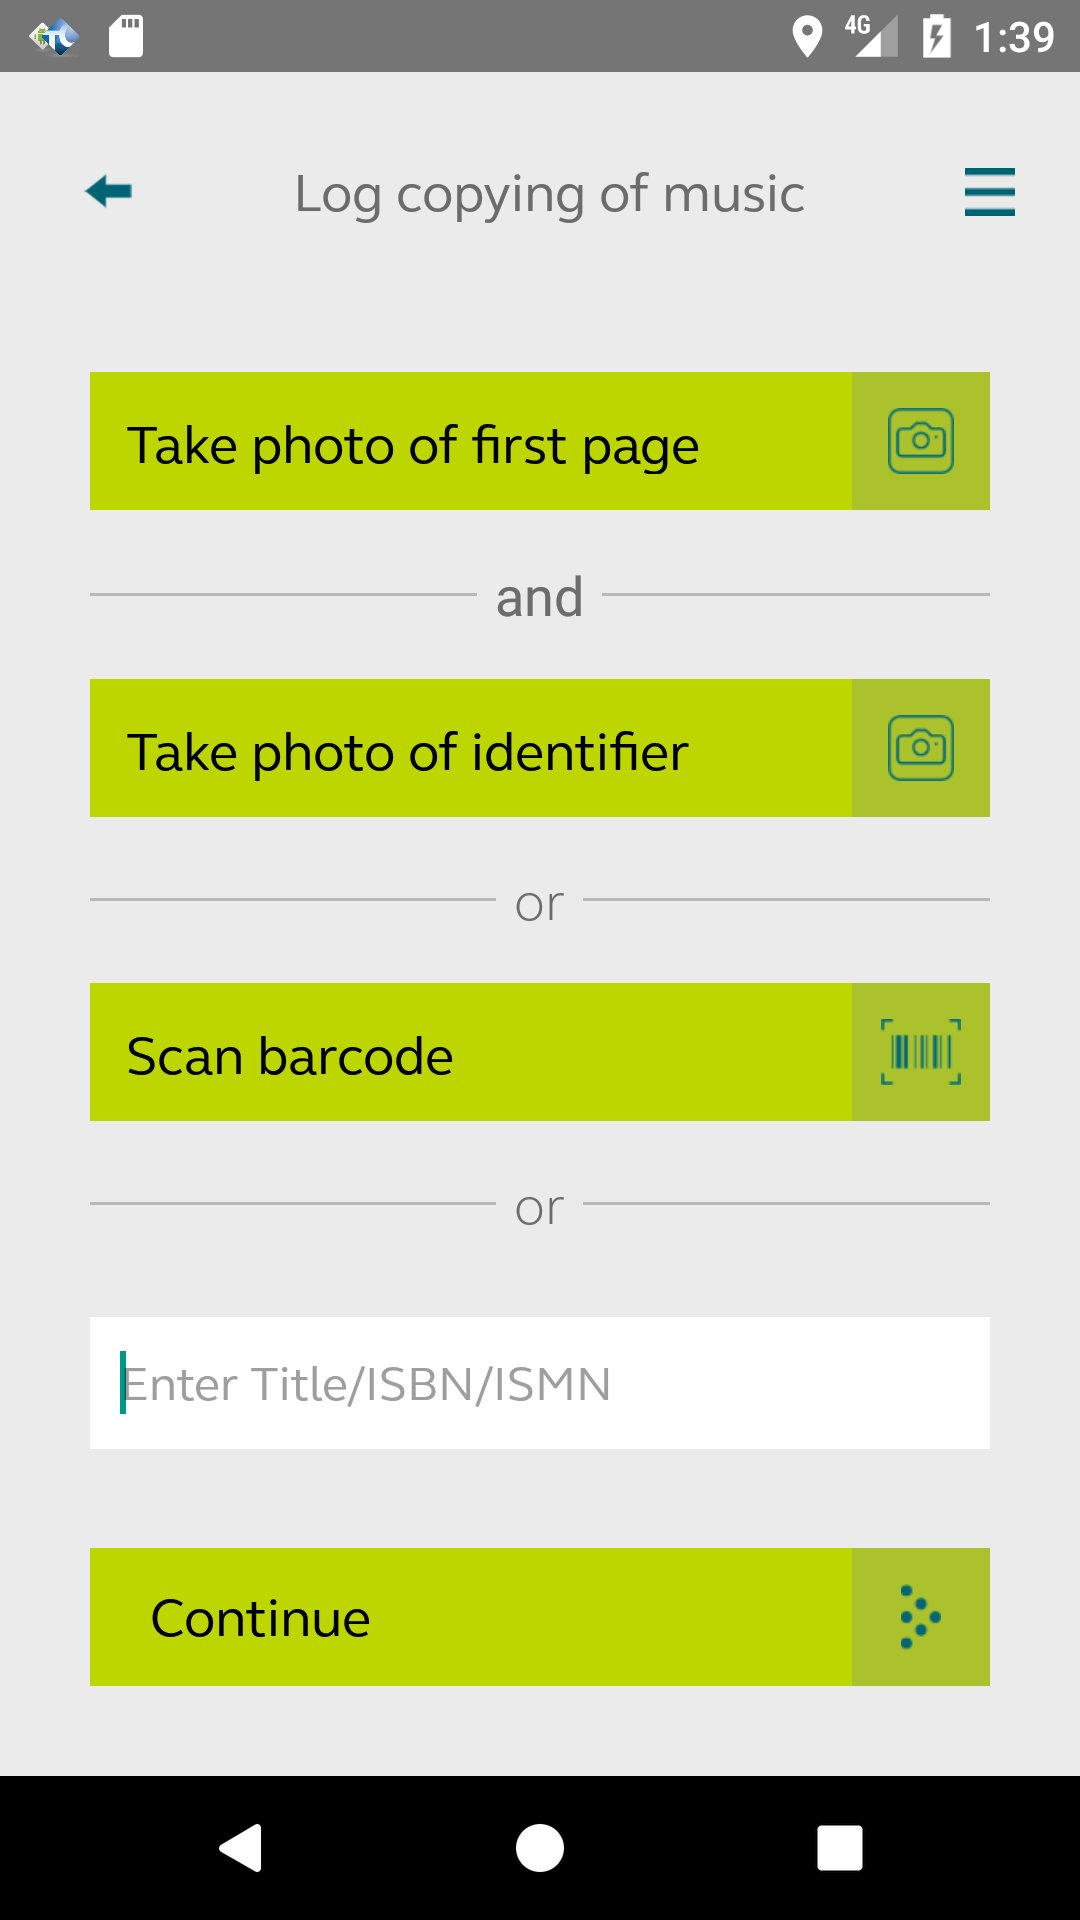 4G 1:39
Log copying of music
Take photo of first page
and
Take photo of identifier
or
Scan barcode
or
Enter Title/ISBN/ISMN
Continue